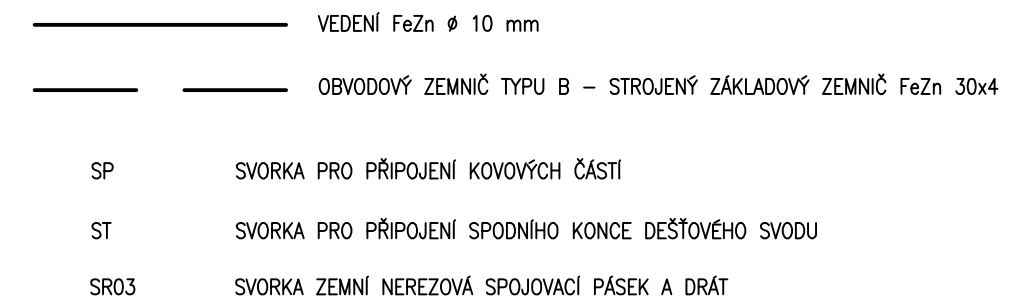 VEDENÍ FeZn ø 10 mm
OBVODOVÝ ZEMNIČ TYPU B – STROJENÝ ZÁKLADOVÝ ZEMNIČ FeZn 30x4
SP SVORKA PRO PŘIPOJENÍ KOVOVÝCH ČÁSTÍ
ST SVORKA PRO PŘIPOJENÍ SPODNÍHO KONCE DEŠŤOVÉHO SVODU
SR03 SVORKA ZEMNÍ NEREZOVÁ SPOJOVACÍ PÁSEK A DRÁT